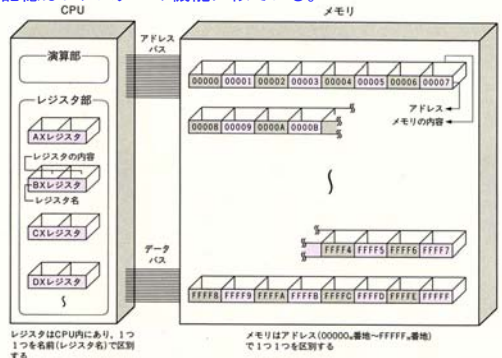 CPU
メモリ
アドレス
バス
演算部
00000 00001 00002 00003 00004 00005 00006 00007
レジスタ部
アドレス
メモリの内容
AXレジスタ
00008 00009 0000A 0000B
レジスタの内容
BXレジスタ
レジスタ名
CXレジスタ
データ
バス
FFFF4 FFFF5 FFFF6 FFFF7
DXレジスタ
FFFF8 FFFF9 FFFFA FFFFB FFFFC FFFFD FFFFE FFFFF
レジスタはCPU内にあり、1つ
1つを名前(レジスタ名)で区別
する
メモリはアドレス(00000H番地~FFFFFH番地)
で1つ1つを区別する